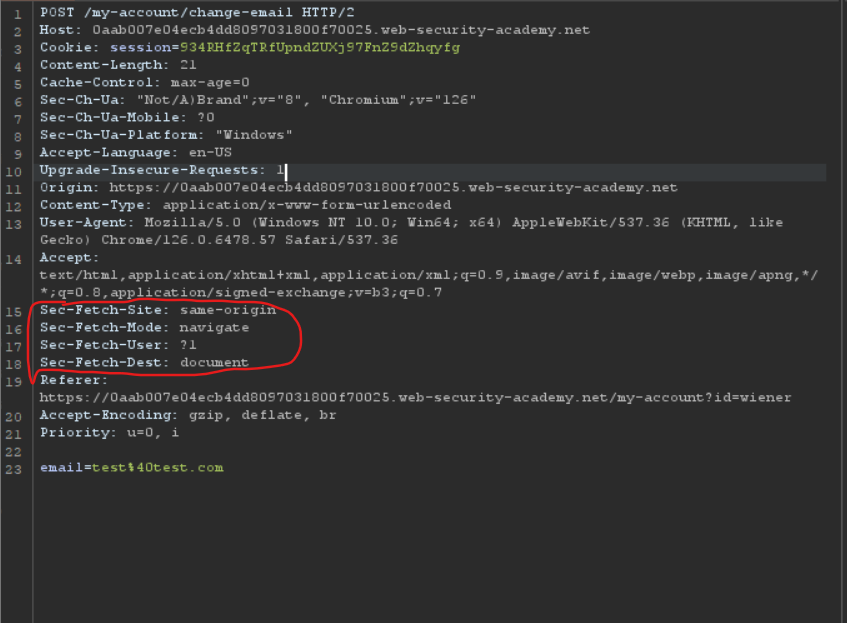 1 POST /my-account/change-email HTTP/2
2 Host: 0aab007e04ecb4dd8097031800f70025.web-security-academy.net
3 Cookie: session=934RHfZqTRfUpndZUXj97FnZ9dZhqyfg
4 Content-Length: 21
5 Cache-Control: max-age=0
6 Sec-Ch-Ua: "Not/A)Brand";v="8", "Chromium";v="126"
7 Sec-Ch-Ua-Mobile: ?0
8 Sec-Ch-Ua-Platform: "Windows"
9 Accept-Language: en-US
10 Upgrade-Insecure-Requests: 1
11 Origin: https://0aab007e04ecb4dd8097031800f70025.web-security-academy.net
12 Content-Type: application/x-www-form-urlencoded
13 User-Agent: Mozilla/5.0 (Windows NT 10.0; Win64; x64) AppleWebKit/537.36 (KHTML, like
Gecko) Chrome/126.0.6478.57 Safari/537.36
14 Accept:
text/html,application/xhtml+xml,application/xml;q=0.9,image/avif,image/webp,image/apng,*/
*;q=0.8,application/signed-exchange;v=b3;q=0.7
15 Sec-Fetch-Site: same-origin
16 Sec-Fetch-Mode: navigate
17 Sec-Fetch-User: ?1
18 Sec-Fetch-Dest: document
19 Referer:
https://0aab007e04ecb4dd8097031800f70025.web-security-academy.net/my-account?id=wiener
20 Accept-Encoding: gzip, deflate, br
21 Priority: u=0, i
22
23 email=test%40test.com